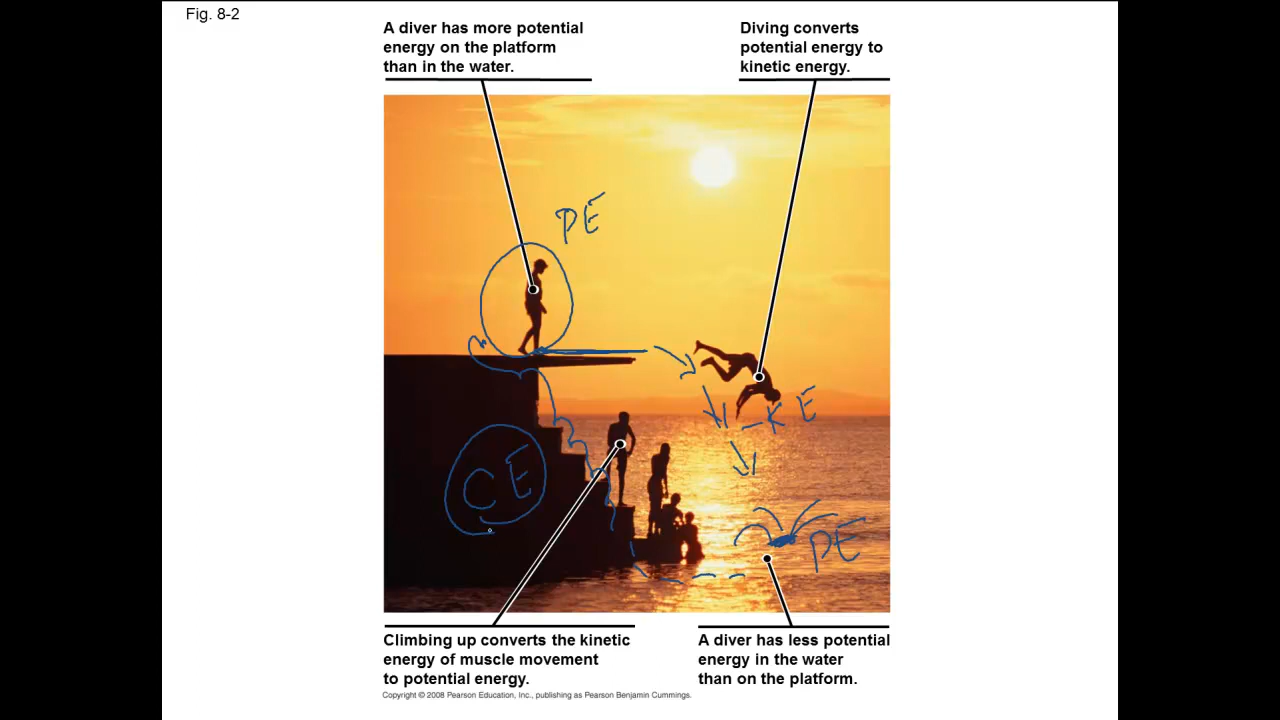 Fig. 8-2
A diver has more potential
energy on the platform
than in the water.
Diving converts
potential energy to
kinetic energy.
PE
KE
CE
PE
Climbing up converts the kinetic
energy of muscle movement
to potential energy.
A diver has less potential
energy in the water
than on the platform.
Copyright © 2008 Pearson Education, Inc., publishing as Pearson Benjamin Cummings.